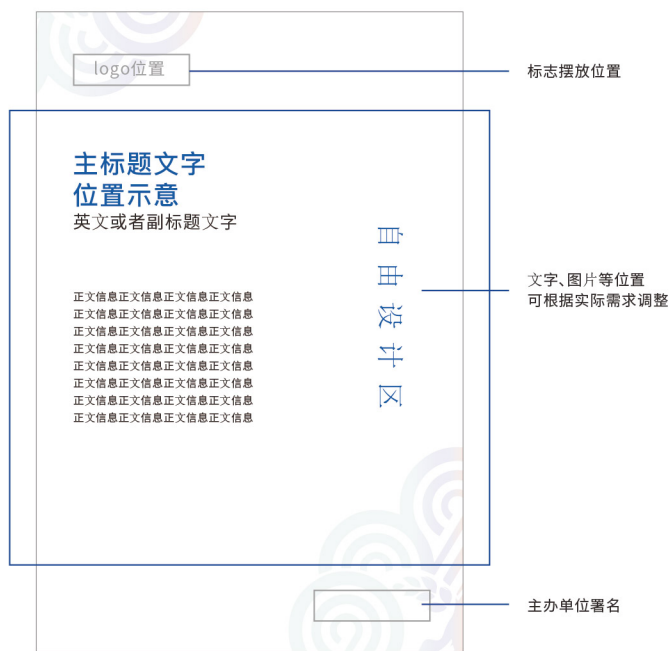 logo位置
标志摆放位置
主标题文字
位置示意
英文或者副标题文字
自由设计区
文字、图片等位置
可根据实际需求调整
正文信息正文信息正文信息正文信息
正文信息正文信息正文信息正文信息
正文信息正文信息正文信息正文信息
正文信息正文信息正文信息正文信息
正文信息正文信息正文信息正文信息
正文信息正文信息正文信息正文信息
正文信息正文信息正文信息正文信息
正文信息正文信息正文信息正文信息
主办单位署名